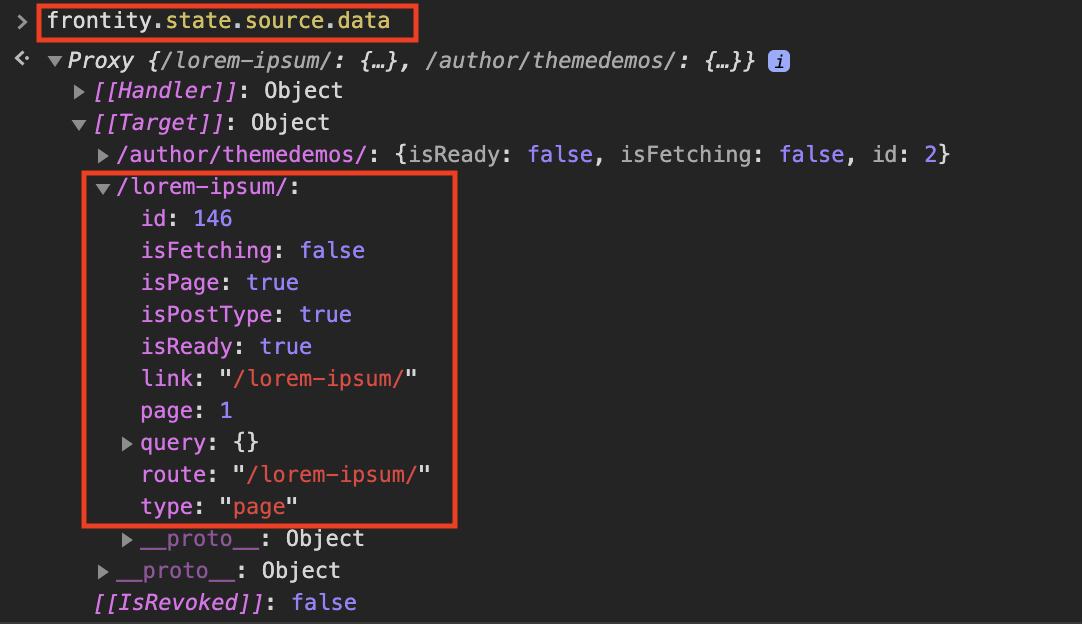 > frontity.state.source.data
Proxy {/lorem-ipsum/: {…}, /author/themedemos/: {…}} i
[[Handler]]: Object
[[Target]]: Object
/author/themedemos/: {isReady: false, isFetching: false, id: 2}
/lorem-ipsum/:
id: 146
isFetching: false
isPage: true
isPostType: true
isReady: true
link: "/lorem-ipsum/"
page: 1
query: {}
route: "/lorem-ipsum/"
type: "page"
__proto__: Object
__proto__: Object
[[IsRevoked]]: false